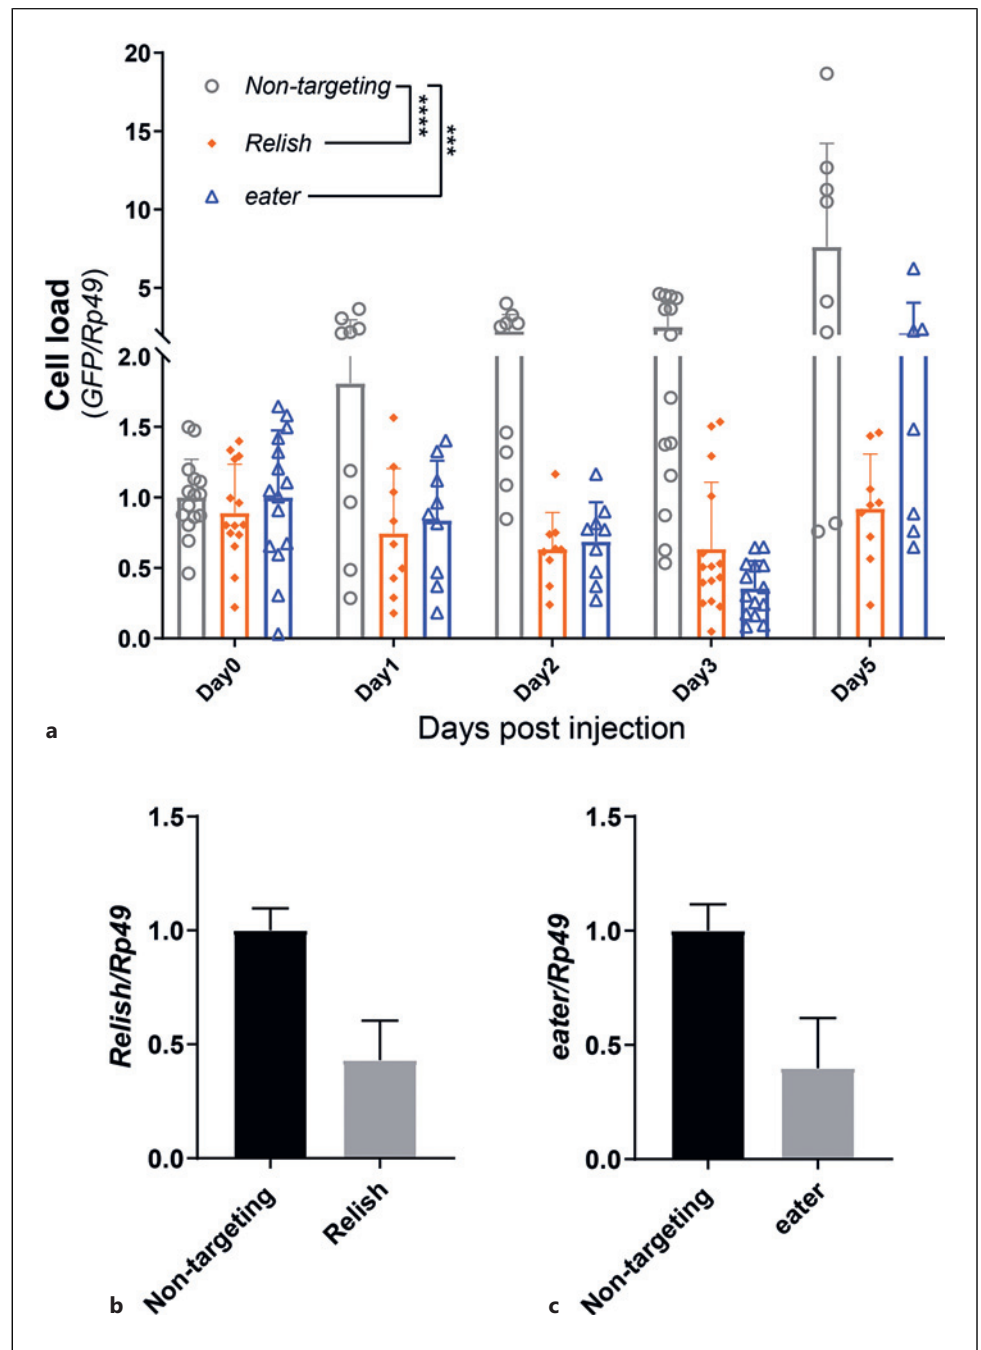 20
15
10
5
2.0
1.5
1.0
0.5
0.0
Cell load
(GFP/Rp49)
Non-targeting
Relish
eater
****
***
Day0
Day1
Day2
Day3
Day5
Days post injection
a
1.5
1.0
0.5
0.0
Relish/Rp49
Non-targeting
Relish
b
1.5
1.0
0.5
0.0
eater/Rp49
Non-targeting
eater
c